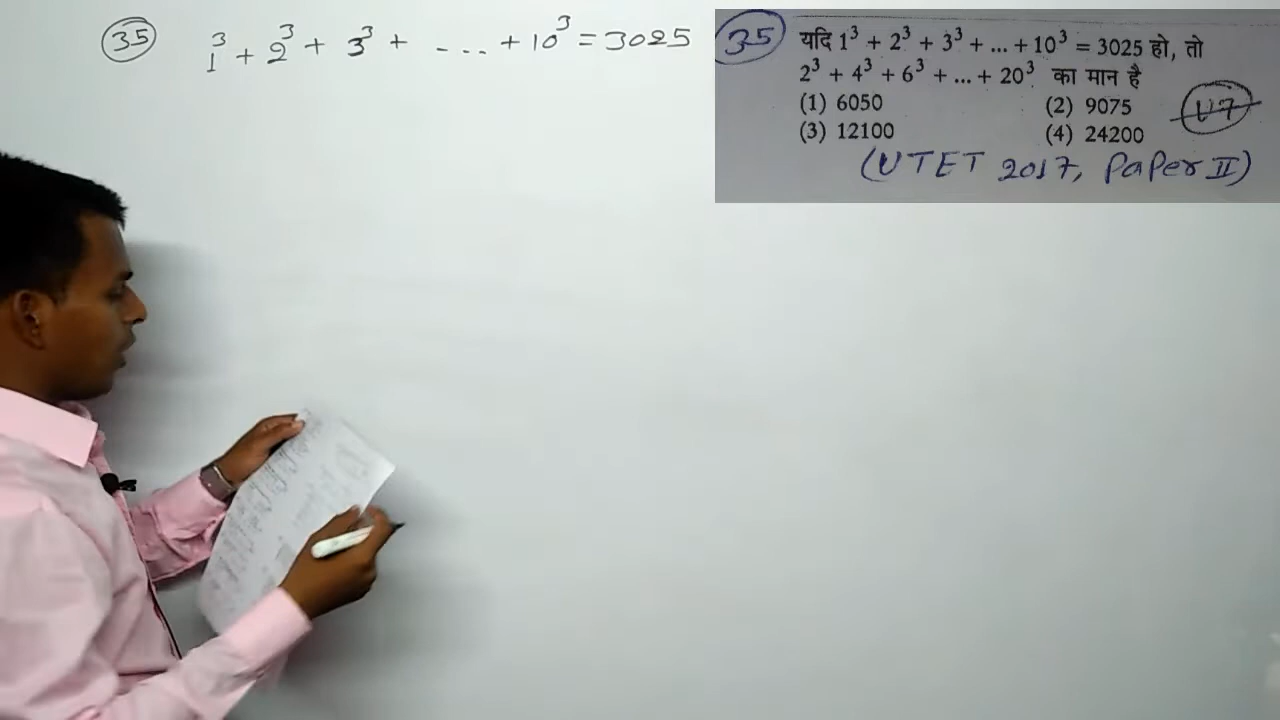 (35) 1³ + 2³ + 3³ + - - - + 10³ = 3025
(35) यदि 1³ + 2³ + 3³ + ... + 10³ = 3025 हो, तो
2³ + 4³ + 6³ + ... + 20³ का मान है
(1) 6050 (2) 9075
(3) 12100 (4) 24200
(UTET 2017, PaPer II)